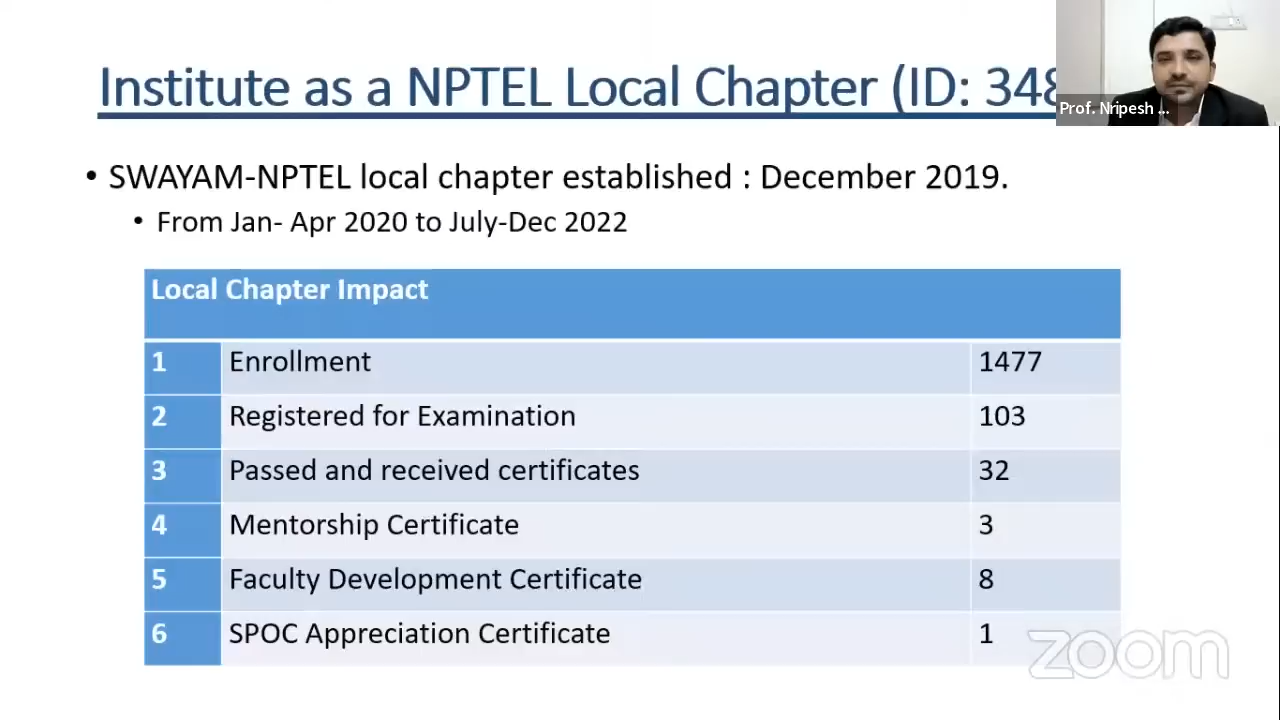 Institute as a NPTEL Local Chapter (ID: 348
Prof. Nripesh ...
• SWAYAM-NPTEL local chapter established : December 2019.
• From Jan- Apr 2020 to July-Dec 2022
Local Chapter Impact
1 Enrollment 1477
2 Registered for Examination 103
3 Passed and received certificates 32
4 Mentorship Certificate 3
5 Faculty Development Certificate 8
6 SPOC Appreciation Certificate 1
zoom